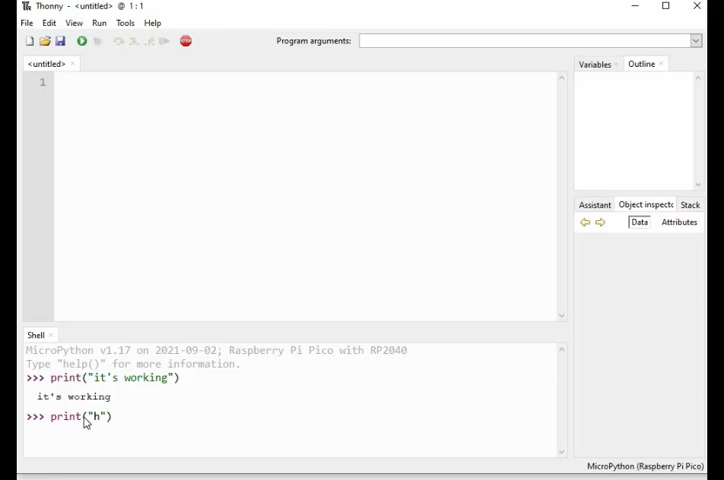 Thonny - <untitled> @ 1 : 1
File Edit View Run Tools Help
STOP
Program arguments:
<untitled>
1
Variables
Outline
Assistant
Object inspecto
Stack
Data
Attributes
Shell
MicroPython v1.17 on 2021-09-02; Raspberry Pi Pico with RP2040
Type "help()" for more information.
>>> print("it's working")
it's working
>>> print("h")
MicroPython (Raspberry Pi Pico)